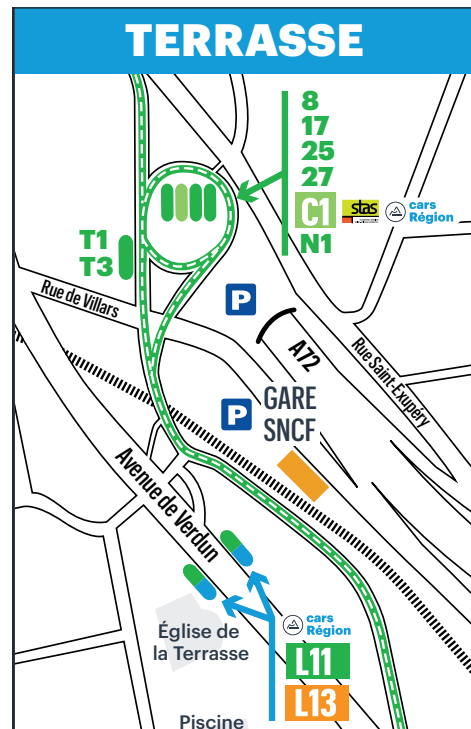 TERRASSE
8
17
25
27
C1 stas cars Région
N1
T1
T3
Rue de Villars
P
A72
Rue Saint-Exupéry
P
GARE
SNCF
Avenue de Verdun
Église de
la Terrasse
cars
Région
L11
L13
Piscine